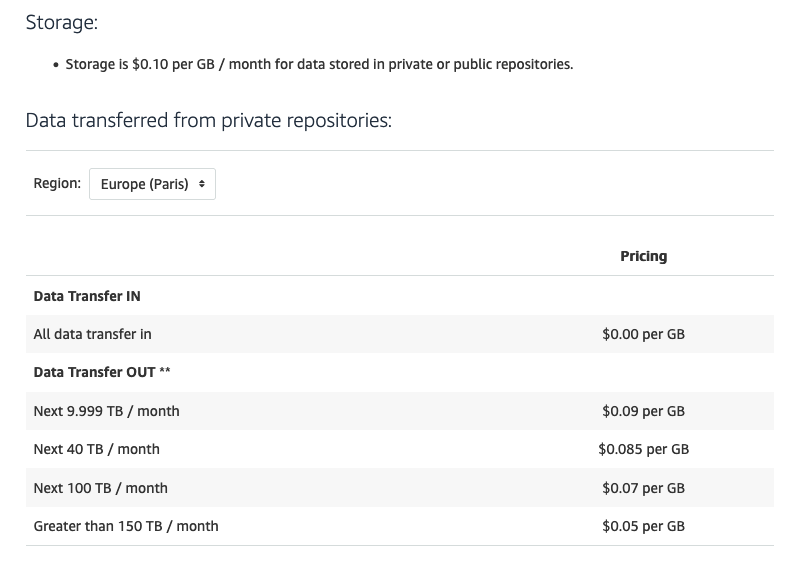 Storage:
• Storage is $0.10 per GB / month for data stored in private or public repositories.
Data transferred from private repositories:
Region: Europe (Paris)
Pricing
Data Transfer IN
All data transfer in $0.00 per GB
Data Transfer OUT **
Next 9.999 TB / month $0.09 per GB
Next 40 TB / month $0.085 per GB
Next 100 TB / month $0.07 per GB
Greater than 150 TB / month $0.05 per GB